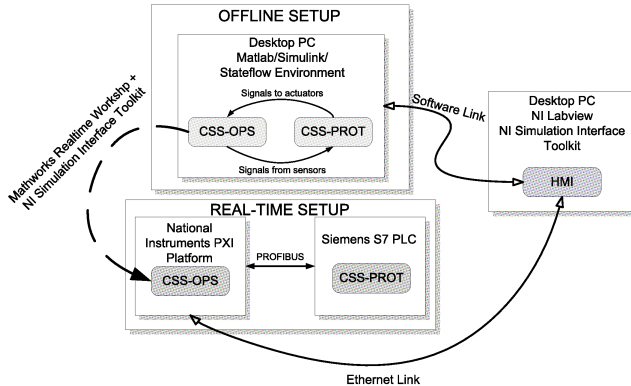 OFFLINE SETUP
Desktop PC
Matlab/Simulink/
Stateflow Environment
Signals to actuators
CSS-OPS
CSS-PROT
Signals from sensors
Mathworks Realtime Workshp +
NI Simulation Interface Toolkit
Software Link
Desktop PC
NI Labview
NI Simulation Interface
Toolkit
HMI
REAL-TIME SETUP
National
Instruments PXI
Platform
CSS-OPS
PROFIBUS
Siemens S7 PLC
CSS-PROT
Ethernet Link